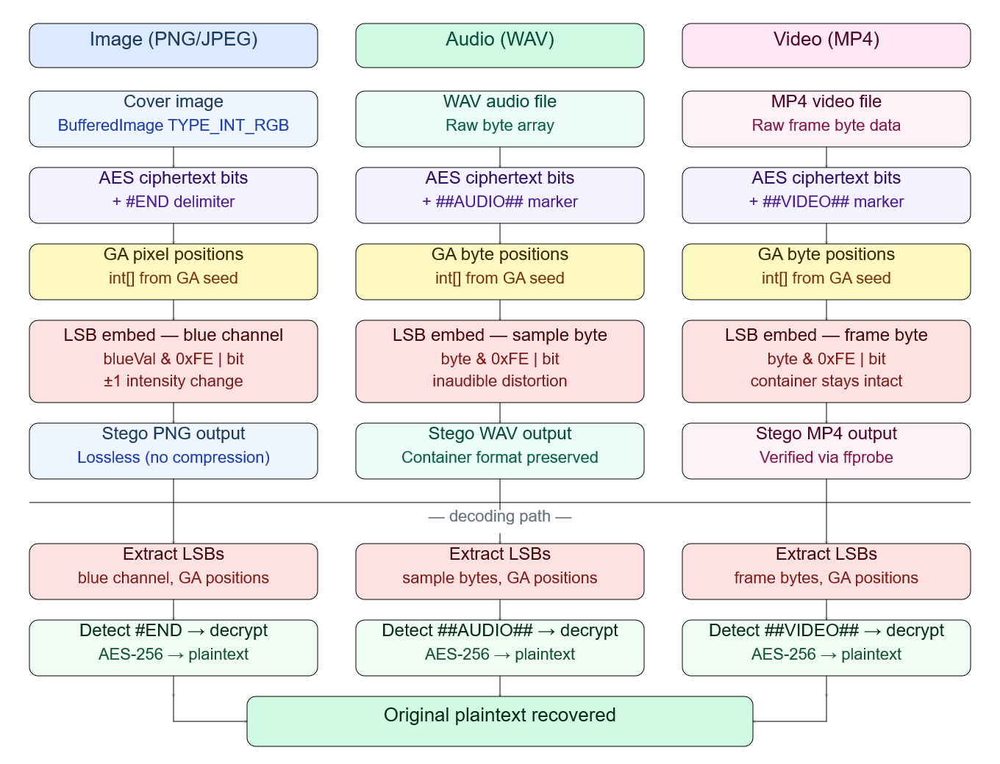 Image (PNG/JPEG)
Audio (WAV)
Video (MP4)
Cover image
BufferedImage TYPE_INT_RGB
WAV audio file
Raw byte array
MP4 video file
Raw frame byte data
AES ciphertext bits
+ #END delimiter
AES ciphertext bits
+ ##AUDIO## marker
AES ciphertext bits
+ ##VIDEO## marker
GA pixel positions
int[] from GA seed
GA byte positions
int[] from GA seed
GA byte positions
int[] from GA seed
LSB embed — blue channel
blueVal & 0xFE | bit
±1 intensity change
LSB embed — sample byte
byte & 0xFE | bit
inaudible distortion
LSB embed — frame byte
byte & 0xFE | bit
container stays intact
Stego PNG output
Lossless (no compression)
Stego WAV output
Container format preserved
Stego MP4 output
Verified via ffprobe
— decoding path —
Extract LSBs
blue channel, GA positions
Extract LSBs
sample bytes, GA positions
Extract LSBs
frame bytes, GA positions
Detect #END → decrypt
AES-256 → plaintext
Detect ##AUDIO## → decrypt
AES-256 → plaintext
Detect ##VIDEO## → decrypt
AES-256 → plaintext
Original plaintext recovered